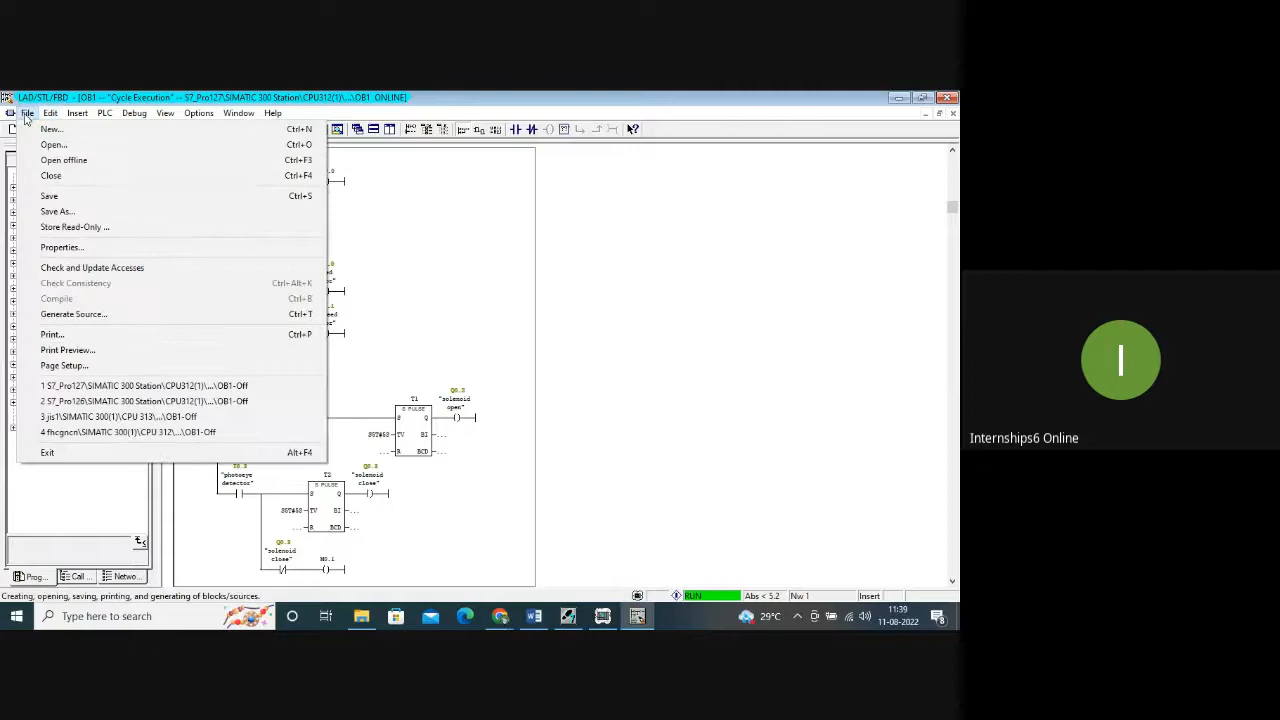 LAD/STL/FBD - [OB1 -- "Cycle Execution" -- S7_Pro127\SIMATIC 300 Station\CPU312(1)\...\OB1 ONLINE]
File Edit Insert PLC Debug View Options Window Help
New... Ctrl+N
Open... Ctrl+O
Open offline Ctrl+F3
Close Ctrl+F4
Save Ctrl+S
Save As...
Store Read-Only ...
Properties...
Check and Update Accesses
Check Consistency Ctrl+Alt+K
Compile Ctrl+B
Generate Source... Ctrl+T
Print... Ctrl+P
Print Preview...
Page Setup...
1 S7_Pro127\SIMATIC 300 Station\CPU312(1)\...\OB1-Off
2 S7_Pro126\SIMATIC 300 Station\CPU312(1)\...\OB1-Off
3 jis1\SIMATIC 300(1)\CPU 313\...\OB1-Off
4 fhcgncn\SIMATIC 300(1)\CPU 312\...\OB1-Off
Exit Alt+F4
T1
S_PULSE
S Q
S5T#5S TV BI ...
... R BCD ...
"solenoid
open"
"photoeye
detector"
T2
S_PULSE
S Q
S5T#5S TV BI ...
... R BCD ...
"solenoid
close"
"solenoid
close"
M0.1
Prog... Call ... Netwo...
Creating, opening, saving, printing, and generating of blocks/sources.
RUN Abs < 5.2 Nw 1 Insert
Type here to search
29°C
11:39
11-08-2022
8
I
Internships6 Online